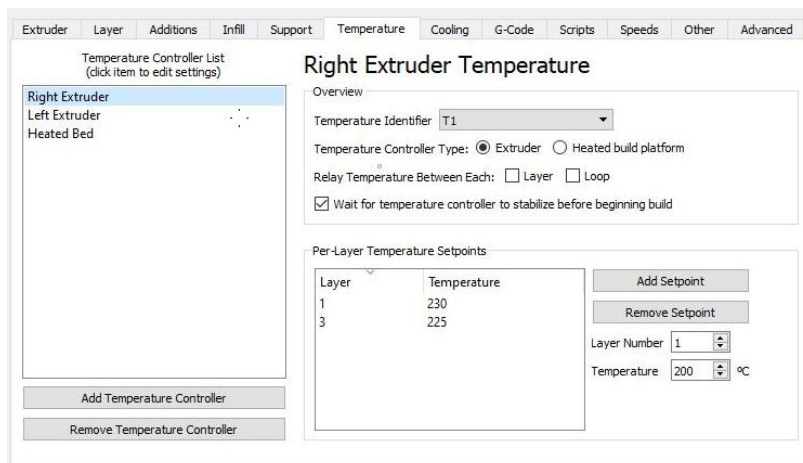 Extruder Layer Additions Infill Support Temperature Cooling G-Code Scripts Speeds Other Advanced
Temperature Controller List
(click item to edit settings)
Right Extruder
Left Extruder
Heated Bed
Add Temperature Controller
Remove Temperature Controller
Right Extruder Temperature
Overview
Temperature Identifier T1
Temperature Controller Type: Extruder Heated build platform
Relay Temperature Between Each: Layer Loop
Wait for temperature controller to stabilize before beginning build
Per-Layer Temperature Setpoints
Layer Temperature
1 230
3 225
Add Setpoint
Remove Setpoint
Layer Number 1
Temperature 200 ºC